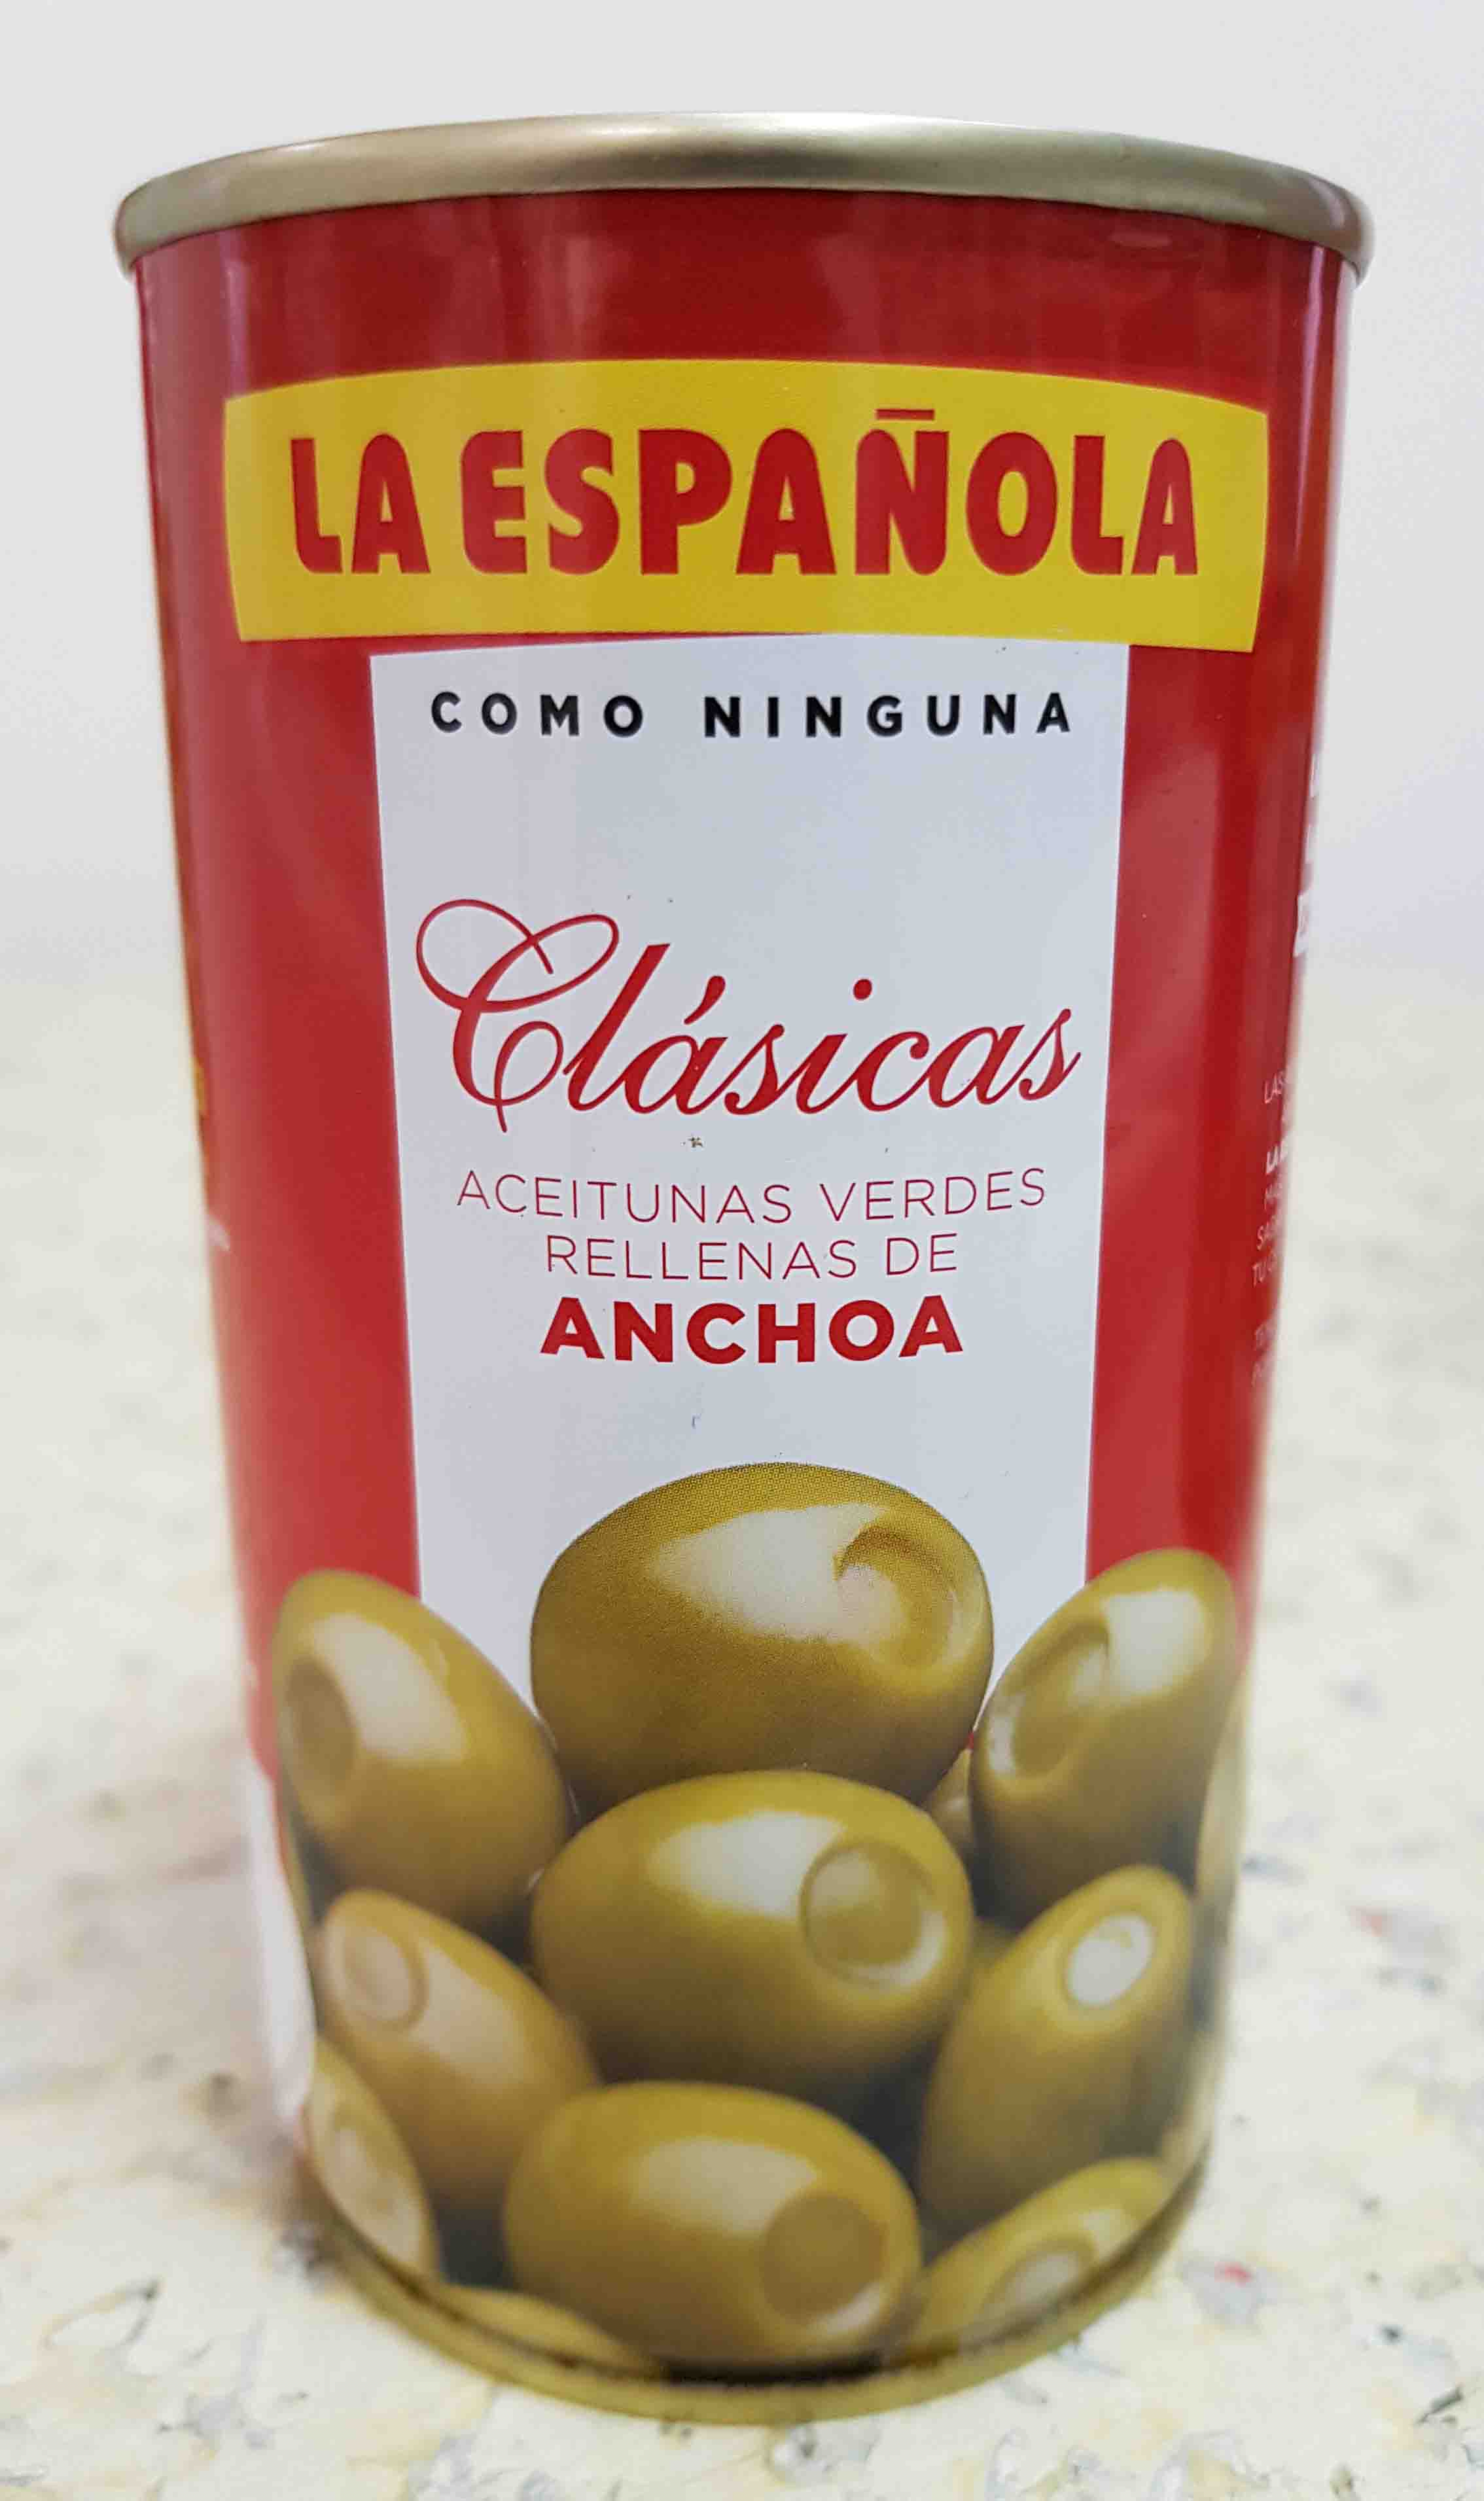 LA ESPAÑOLA
COMO NINGUNA
Clásicas
ACEITUNAS VERDES
RELLENAS DE
ANCHOA